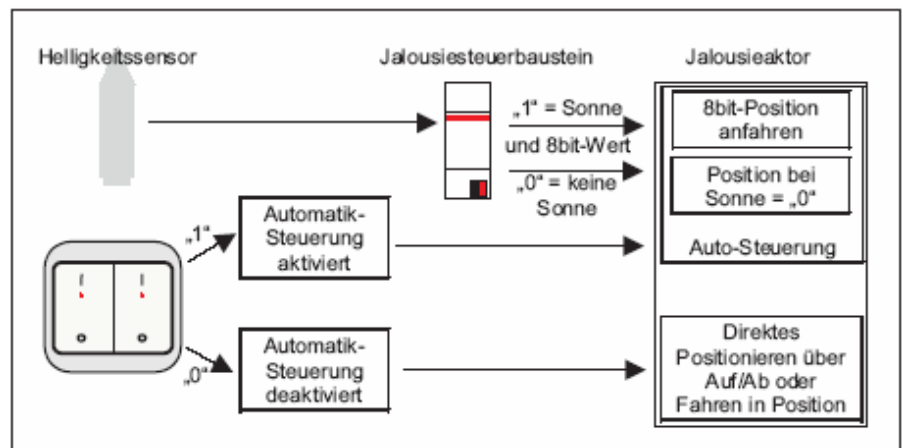 Helligkeitssensor
Jalousiesteuerbaustein
Jalousieaktor
„1“ = Sonne
und 8bit-Wert
„0“ = keine
Sonne
8bit-Position
anfahren
Position bei
Sonne = „0“
Auto-Steuerung
„1“
Automatik-
Steuerung
aktiviert
„0“
Automatik-
Steuerung
deaktiviert
Direktes
Positionieren über
Auf/Ab oder
Fahren in Position